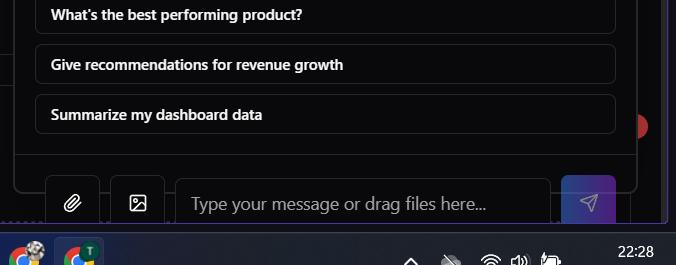 What's the best performing product?
Give recommendations for revenue growth
Summarize my dashboard data
Type your message or drag files here...
T
22:28